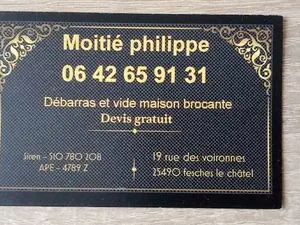 Moitié philippe
06 42 65 91 31
Débarras et vide maison brocante
Devis gratuit
Siren - 510 780 208
APE - 4789 Z
19 rue des voironnes
25490 fesches le châtel